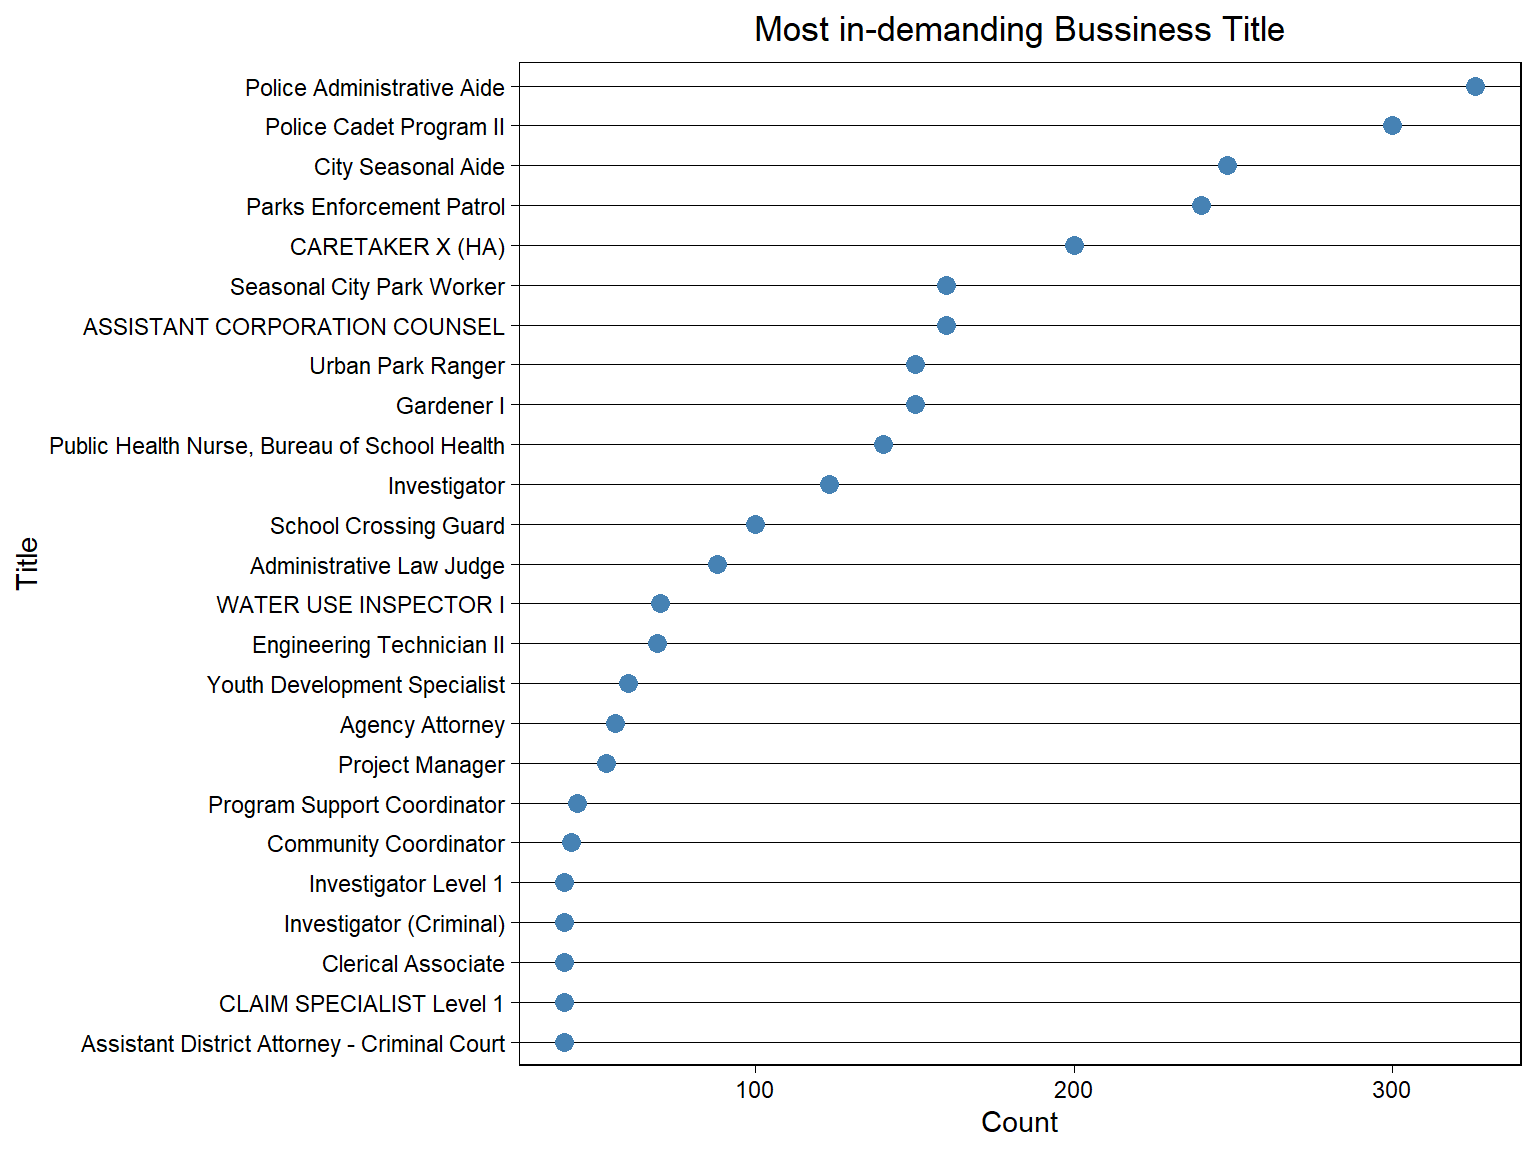 Most in-demanding Bussiness Title
Police Administrative Aide
Police Cadet Program II
City Seasonal Aide
Parks Enforcement Patrol
CARETAKER X (HA)
Seasonal City Park Worker
ASSISTANT CORPORATION COUNSEL
Urban Park Ranger
Gardener I
Public Health Nurse, Bureau of School Health
Investigator
School Crossing Guard
Administrative Law Judge
WATER USE INSPECTOR I
Engineering Technician II
Youth Development Specialist
Agency Attorney
Project Manager
Program Support Coordinator
Community Coordinator
Investigator Level 1
Investigator (Criminal)
Clerical Associate
CLAIM SPECIALIST Level 1
Assistant District Attorney - Criminal Court
Title
100 200 300
Count